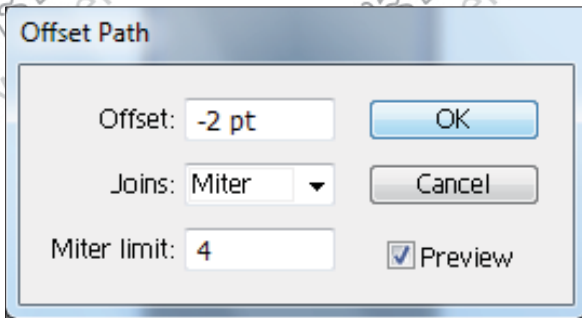 Offset Path
Offset: -2 pt
OK
Joins: Miter
Cancel
Miter limit: 4
Preview